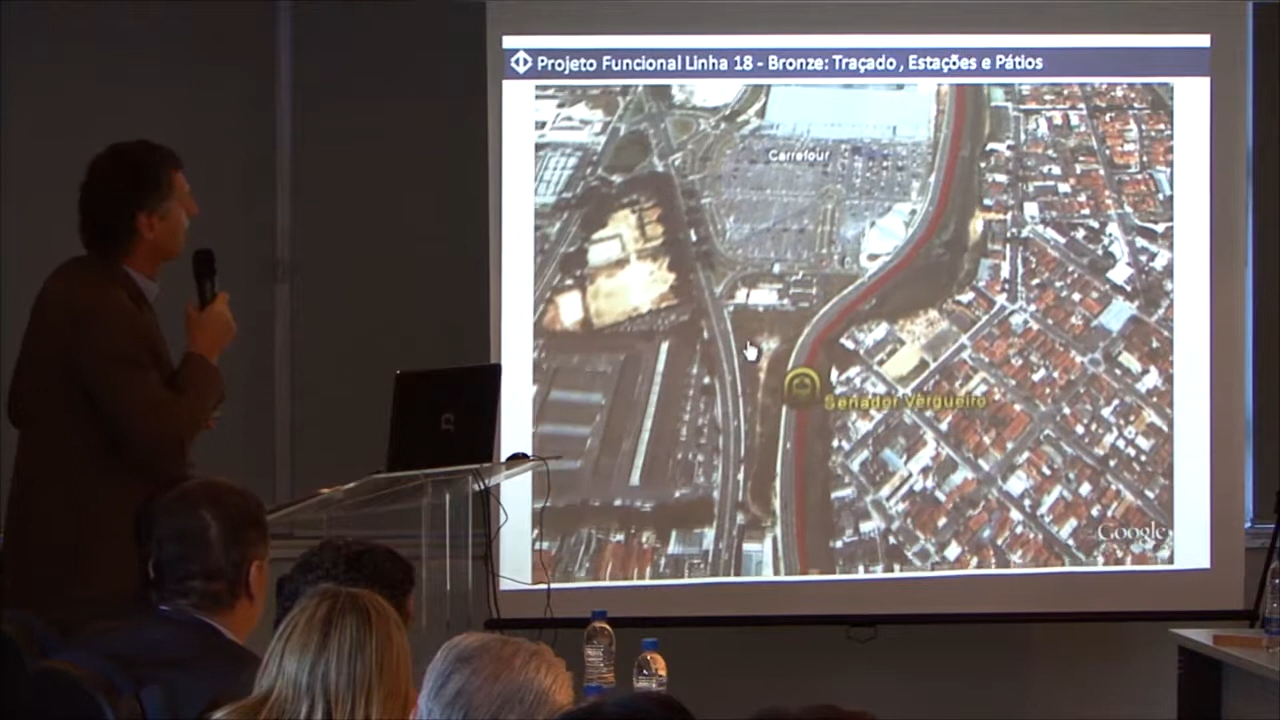 Projeto Funcional Linha 18 - Bronze: Traçado , Estações e Pátios
Carrefour
Senador Vergueiro
Google